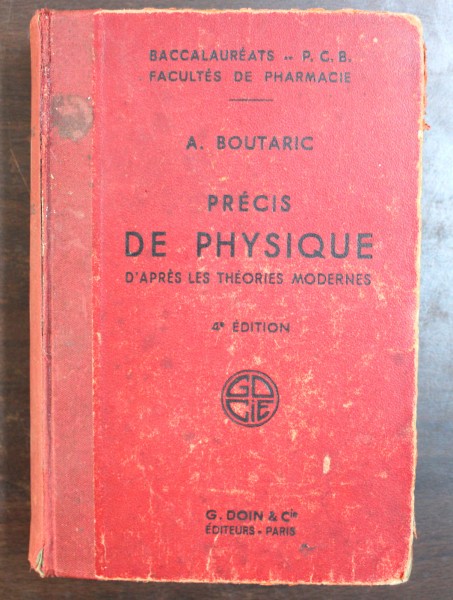 BACCALAURÉATS -- P. C. B.
FACULTÉS DE PHARMACIE
A. BOUTARIC
PRÉCIS
DE PHYSIQUE
D'APRÈS LES THÉORIES MODERNES
4e ÉDITION
GD
CIE
G. DOIN & Cie
ÉDITEURS - PARIS